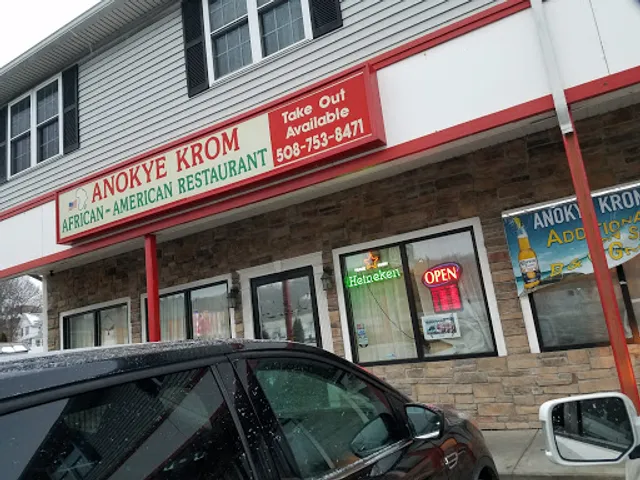 ANOKYE KROM
AFRICAN-AMERICAN RESTAURANT
Take Out
Available
508-753-8471
Heineken
OPEN
ANOKYE KROM